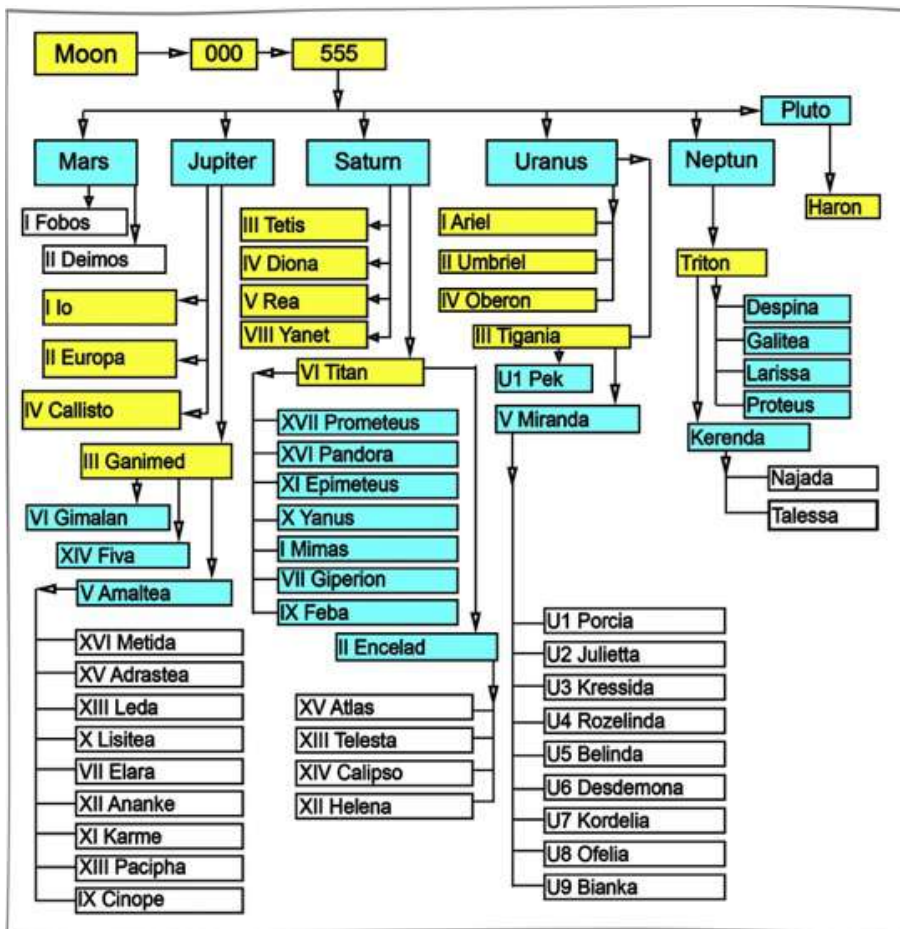 Moon
000
555
Pluto
Mars
Jupiter
Saturn
Uranus
Neptun
Haron
I Fobos
II Deimos
I Io
II Europa
IV Callisto
III Ganimed
VI Gimalan
XIV Fiva
V Amaltea
XVI Metida
XV Adrastea
XIII Leda
X Lisitea
VII Elara
XII Ananke
XI Karme
XIII Pacipha
IX Cinope
III Tetis
IV Diona
V Rea
VIII Yanet
VI Titan
XVII Prometeus
XVI Pandora
XI Epimeteus
X Yanus
I Mimas
VII Giperion
IX Feba
II Encelad
XV Atlas
XIII Telesta
XIV Calipso
XII Helena
I Ariel
II Umbriel
IV Oberon
III Tigania
U1 Pek
V Miranda
U1 Porcia
U2 Julietta
U3 Kressida
U4 Rozelinda
U5 Belinda
U6 Desdemona
U7 Kordelia
U8 Ofelia
U9 Bianka
Triton
Despina
Galitea
Larissa
Proteus
Kerenda
Najada
Talessa